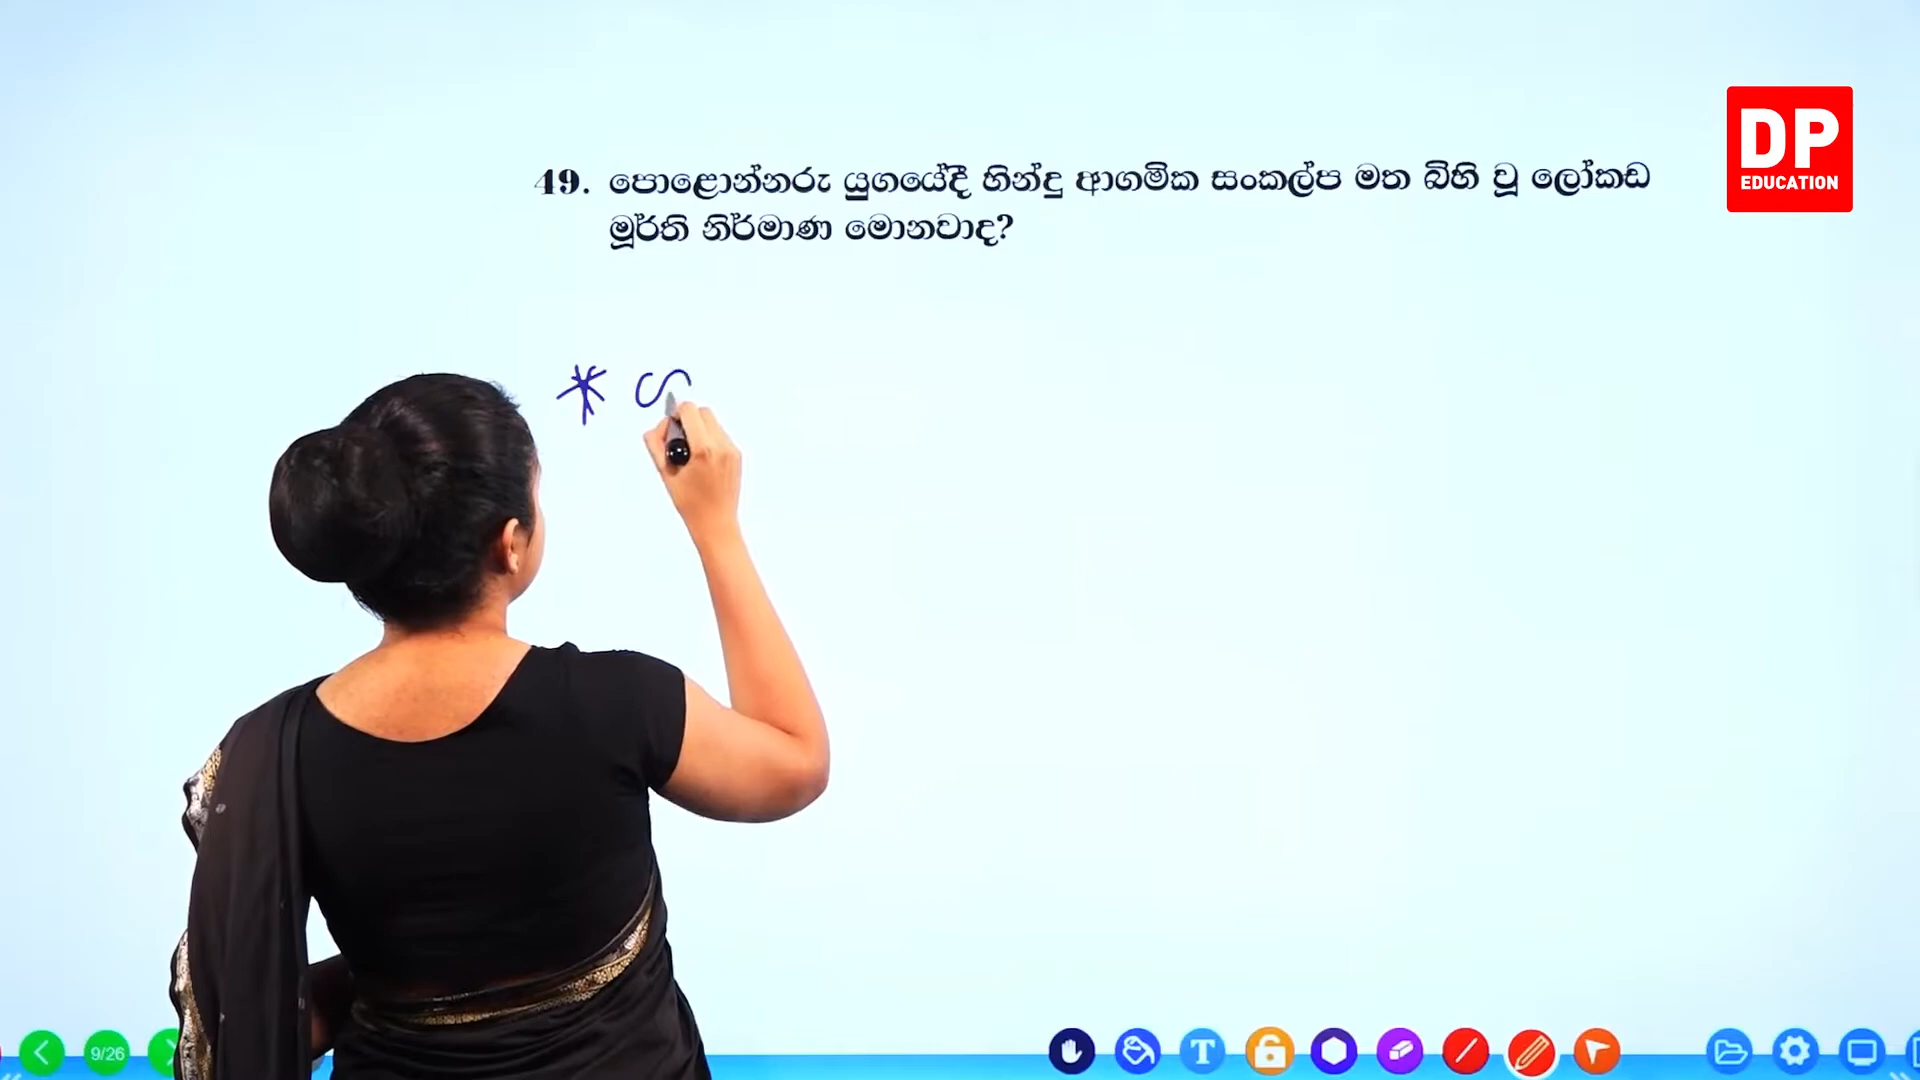 DP
EDUCATION
49. පොළොන්නරු යුගයේදී හින්දු ආගමික සංකල්ප මත බිහි වූ ලෝකඩ
මූර්ති නිර්මාණ මොනවාද?
9/26
T